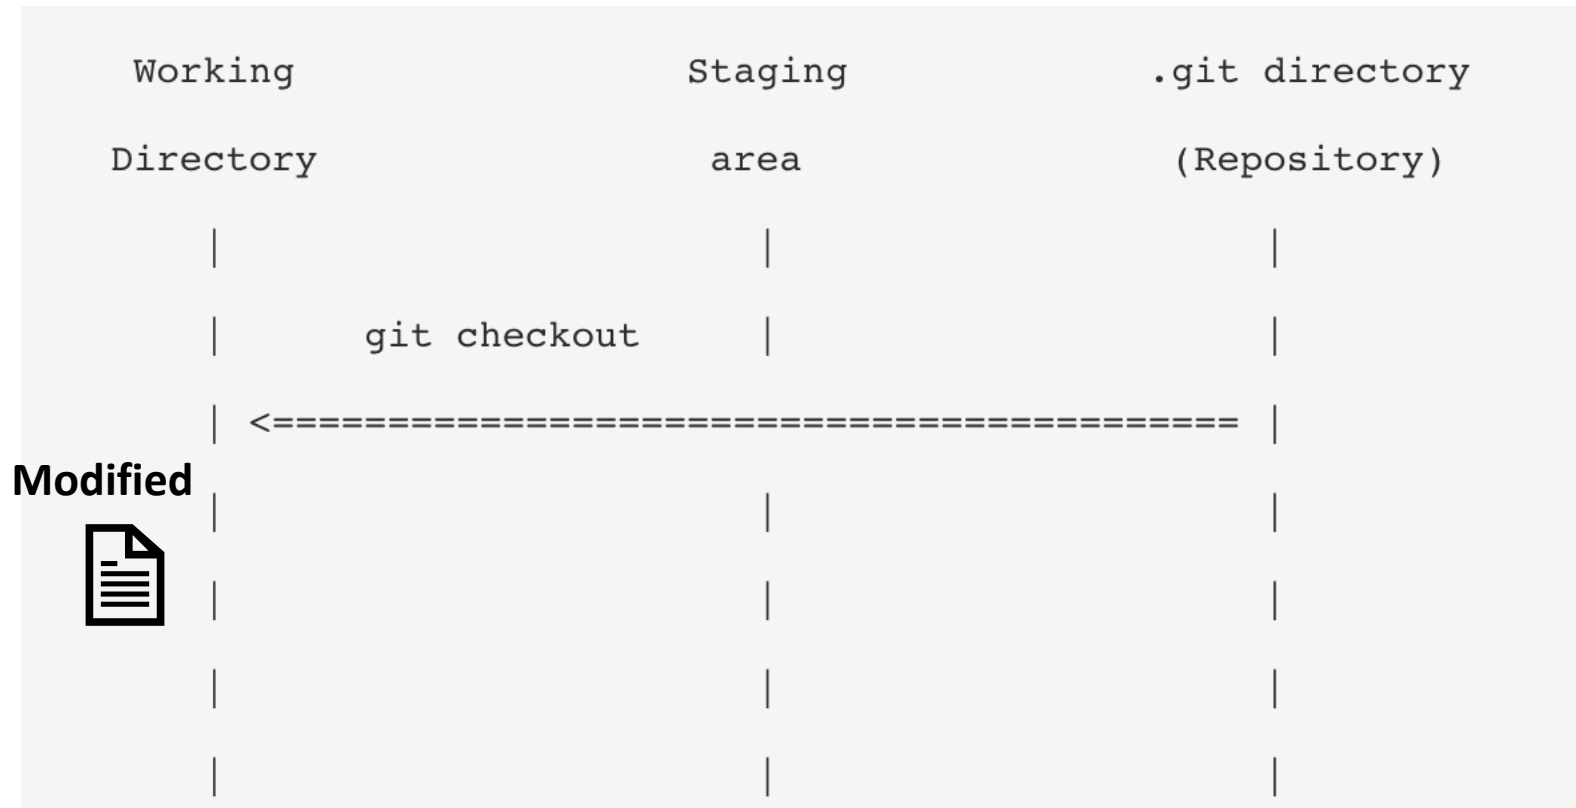 Working Staging .git directory
Directory area (Repository)
| | |
| git checkout | |
| <========================================== |
Modified
| | |
| | |
| | |
| | |